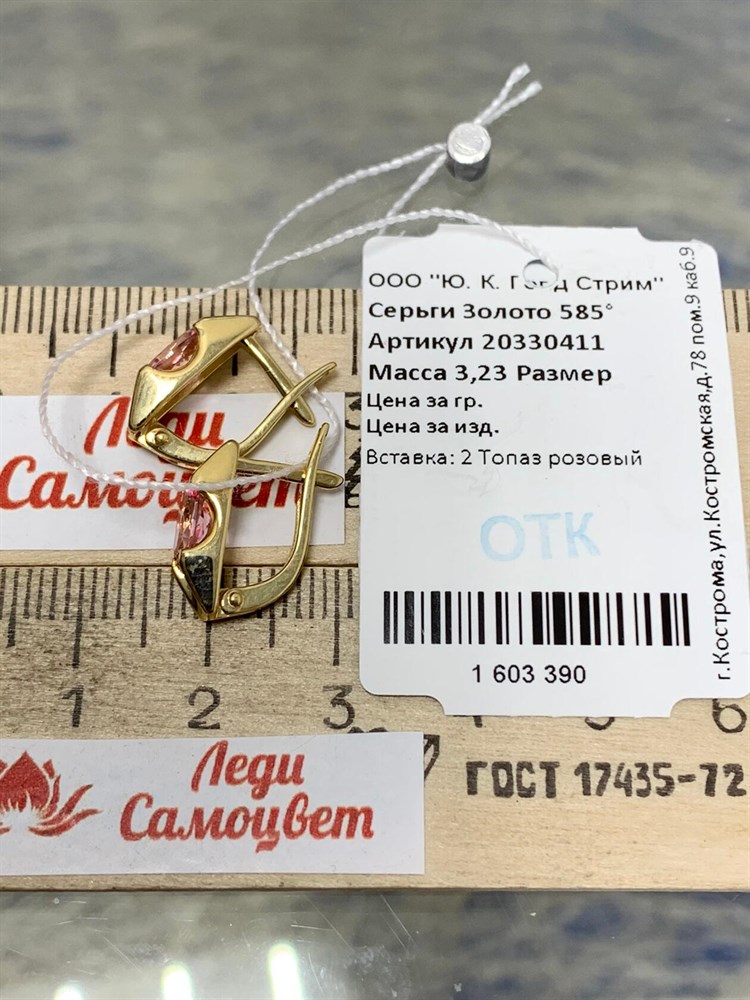 ООО "Ю. К. Голд Стрим"
Серьги Золото 585°
Артикул 20330411
Масса 3,23 Размер
Цена за гр.
Цена за изд.
Вставка: 2 Топаз розовый
ОТК
1 603 390
г.Кострома,ул.Костромская,д.78 пом.9 каб.9
Леди
Самоцвет
1 2 3 5 6
ГОСТ 17435-72
Леди
Самоцвет